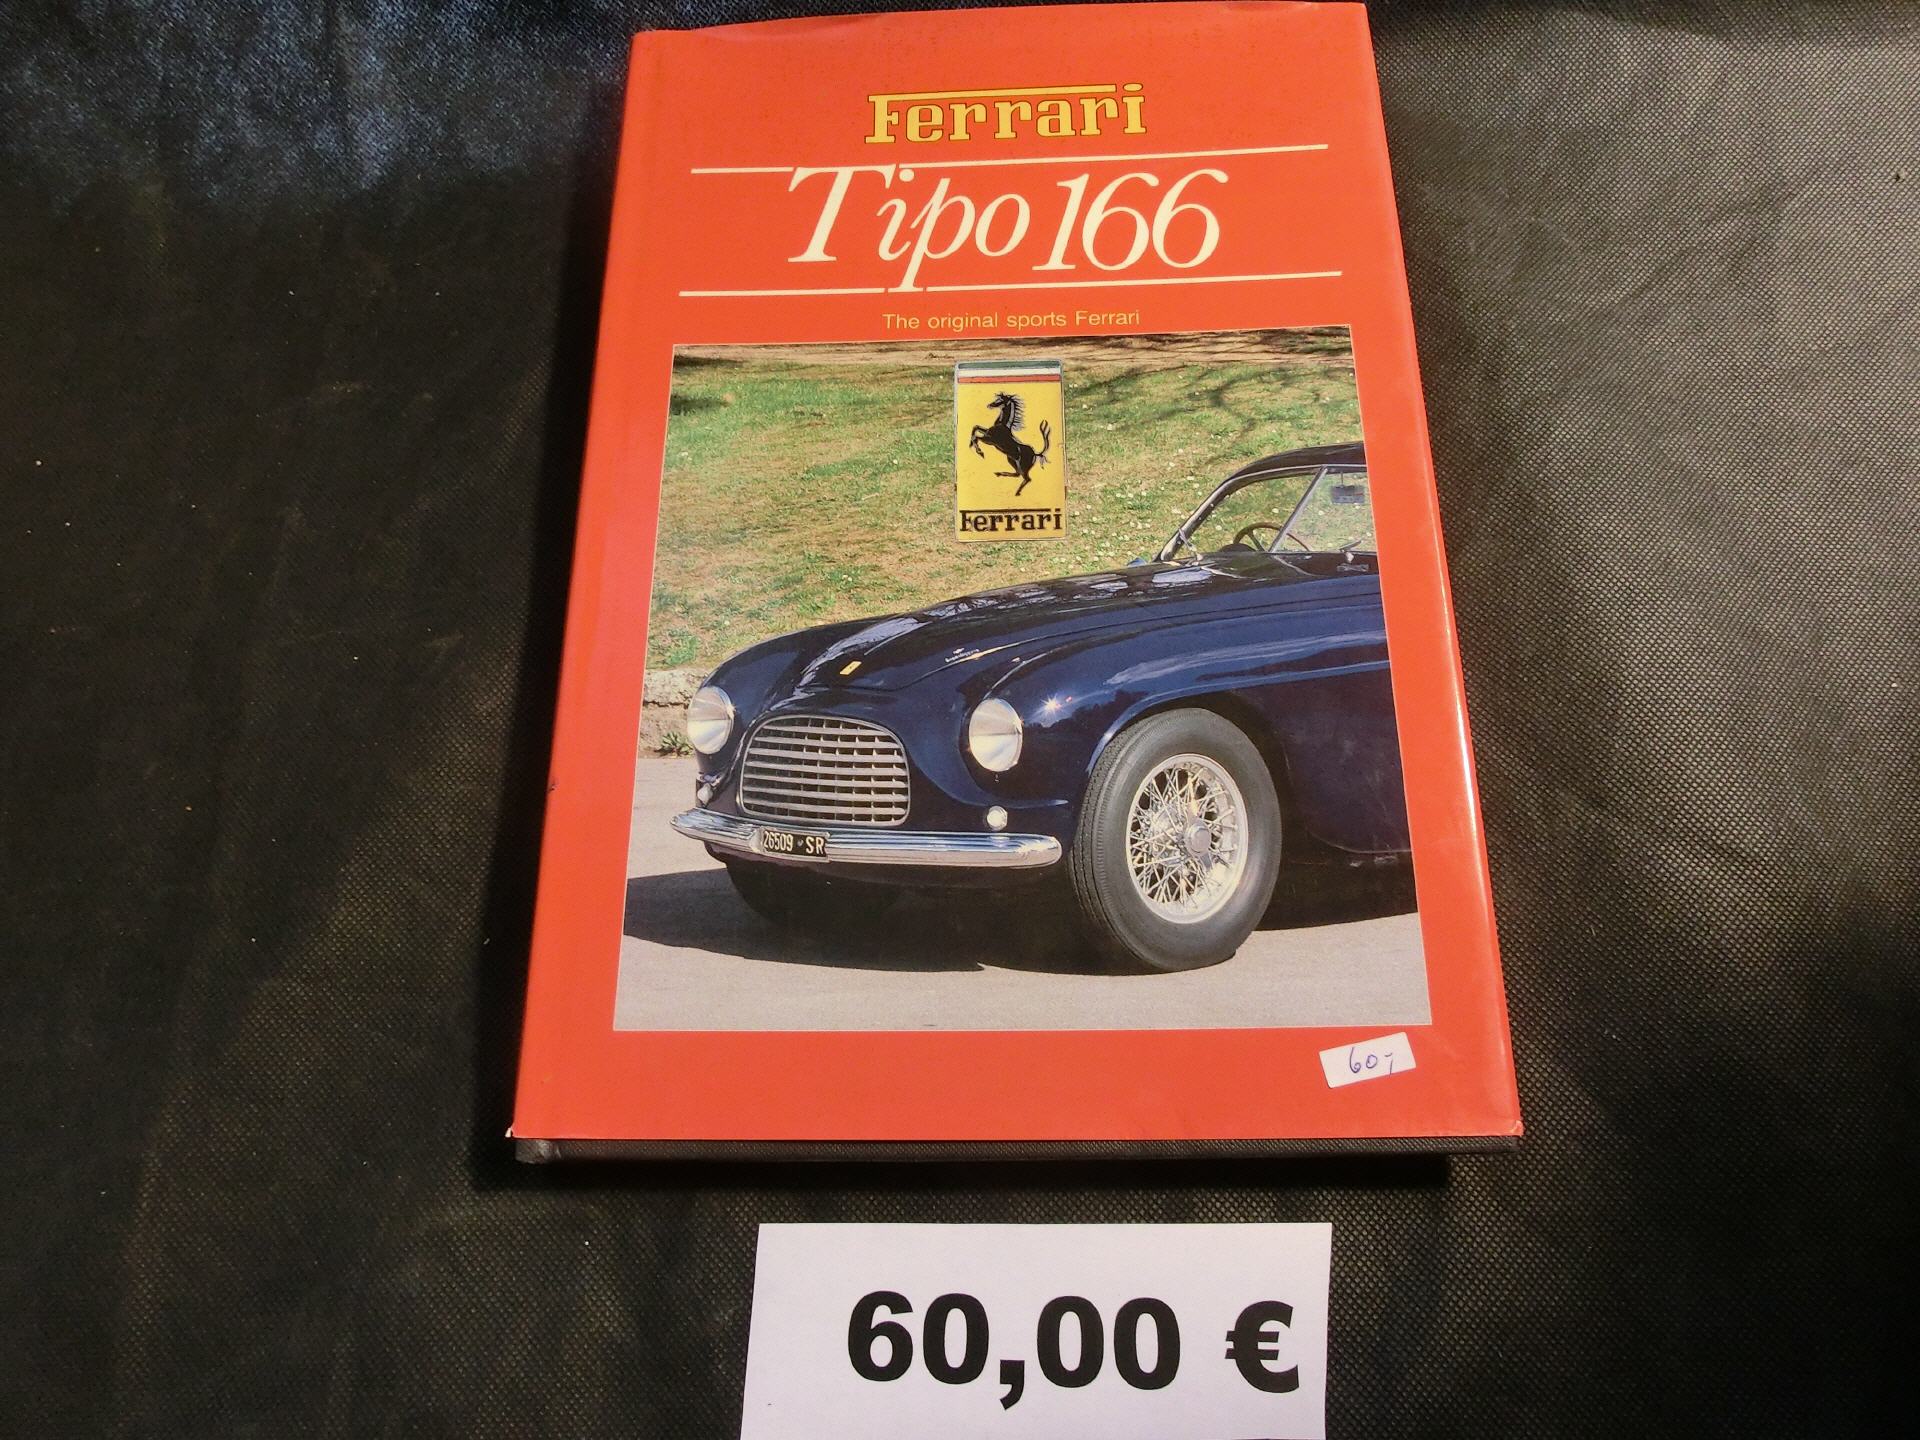 Ferrari
Tipo 166
The original sports Ferrari
Ferrari
26509 SR
60,-
60,00 €